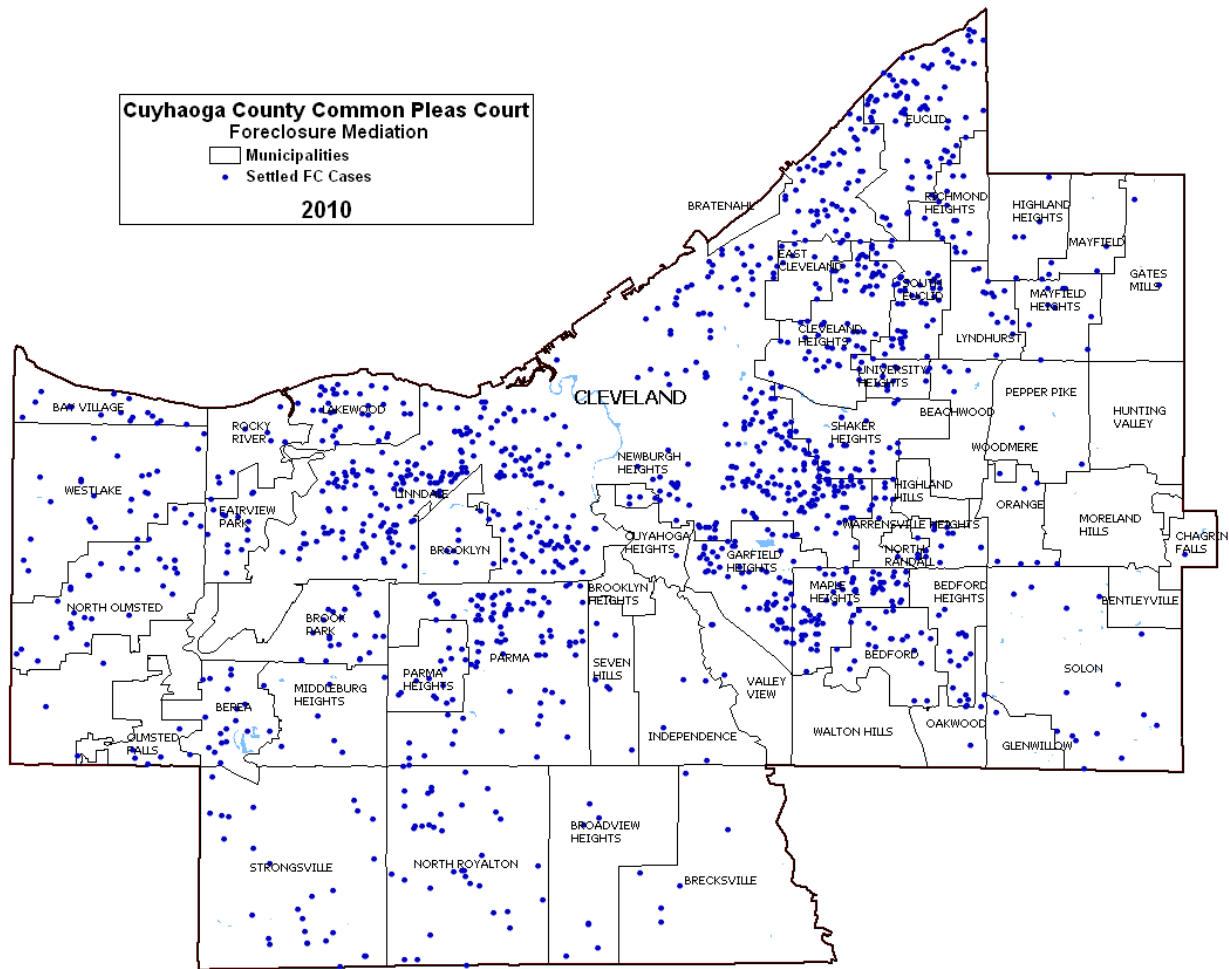 Cuyhaoga County Common Pleas Court
Foreclosure Mediation
Municipalities
Settled FC Cases
2010
EUCLID
BRATENAHL
RICHMOND
HEIGHTS
HIGHLAND
HEIGHTS
MAYFIELD
EAST
CLEVELAND
GATES
MILLS
SOUTH
EUCLID
MAYFIELD
HEIGHTS
CLEVELAND
HEIGHTS
LYNDHURST
UNIVERSITY
HEIGHTS
PEPPER PIKE
CLEVELAND
BAY VILLAGE
LAKEWOOD
BEACHWOOD
HUNTING
VALLEY
ROCKY
RIVER
SHAKER
HEIGHTS
WOODMERE
NEWBURGH
HEIGHTS
WESTLAKE
LINNDALE
HIGHLAND
HILLS
ORANGE
MORELAND
HILLS
FAIRVIEW
PARK
WARRENSVILLE HEIGHTS
CUYAHOGA
HEIGHTS
CHAGRIN
FALLS
BROOKLYN
GARFIELD
HEIGHTS
NORTH
RANDALL
BROOKLYN
HEIGHTS
MAPLE
HEIGHTS
BEDFORD
HEIGHTS
BENTLEYVILLE
NORTH OLMSTED
BROOK
PARK
PARMA
BEDFORD
SEVEN
HILLS
SOLON
PARMA
HEIGHTS
VALLEY
VIEW
MIDDLEBURG
HEIGHTS
BEREA
OAKWOOD
WALTON HILLS
INDEPENDENCE
OLMSTED
FALLS
GLENWILLOW
BROADVIEW
HEIGHTS
STRONGSVILLE
NORTH ROYALTON
BRECKSVILLE